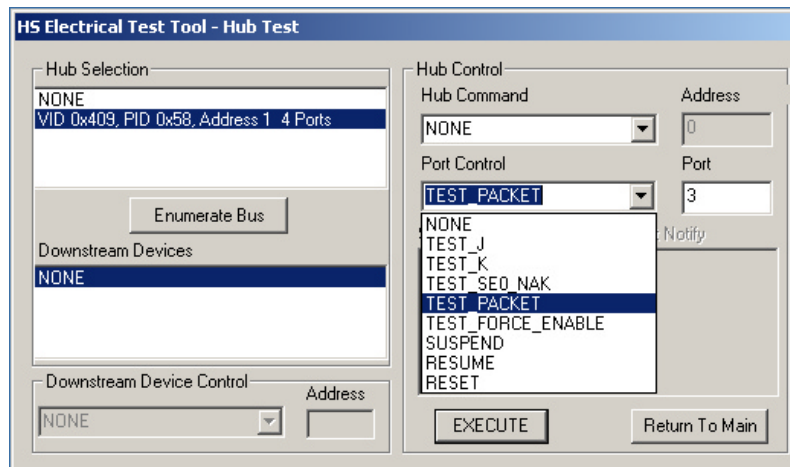 HS Electrical Test Tool - Hub Test
Hub Selection
NONE
VID 0x409, PID 0x58, Address 1 4 Ports
Enumerate Bus
Downstream Devices
NONE
Downstream Device Control
Address
NONE
Hub Control
Hub Command
Address
NONE
0
Port Control
Port
TEST_PACKET
3
Notify
NONE
TEST_J
TEST_K
TEST_SE0_NAK
TEST_PACKET
TEST_FORCE_ENABLE
SUSPEND
RESUME
RESET
EXECUTE
Return To Main